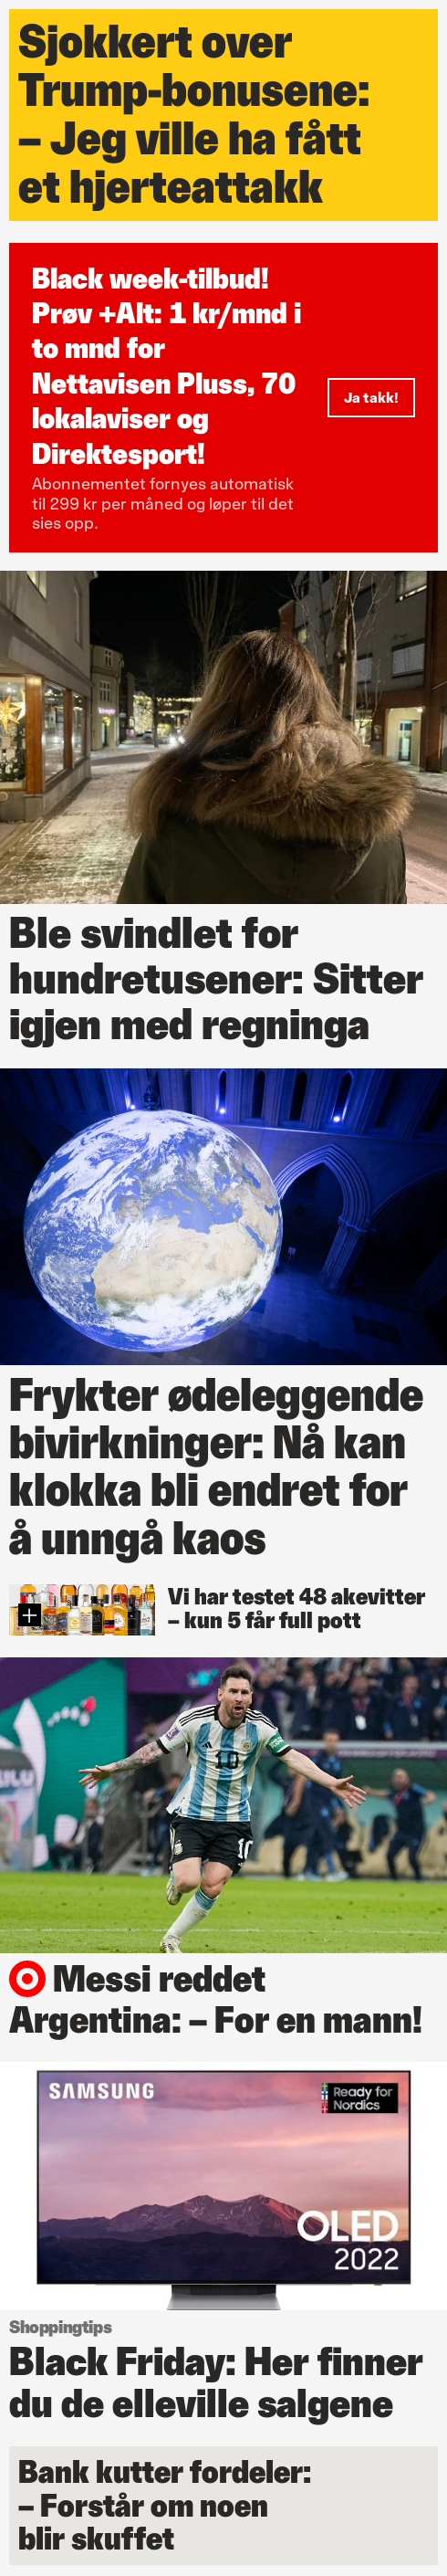 Sjokkert over
Trump-bonusene:
– Jeg ville ha fått
et hjerteattakk
Black week-tilbud!
Prøv +Alt: 1 kr/mnd i
to mnd for
Nettavisen Pluss, 70
lokalaviser og
Direktesport!
Ja takk!
Abonnementet fornyes automatisk
til 299 kr per måned og løper til det
sies opp.
Ble svindlet for
hundretusener: Sitter
igjen med regninga
Frykter ødeleggende
bivirkninger: Nå kan
klokka bli endret for
å unngå kaos
Vi har testet 48 akevitter
– kun 5 får full pott
10
10
Messi reddet
Argentina: – For en mann!
SAMSUNG
Ready for
Nordics
OLED
2022
Shoppingtips
Black Friday: Her finner
du de elleville salgene
Bank kutter fordeler:
– Forstår om noen
blir skuffet